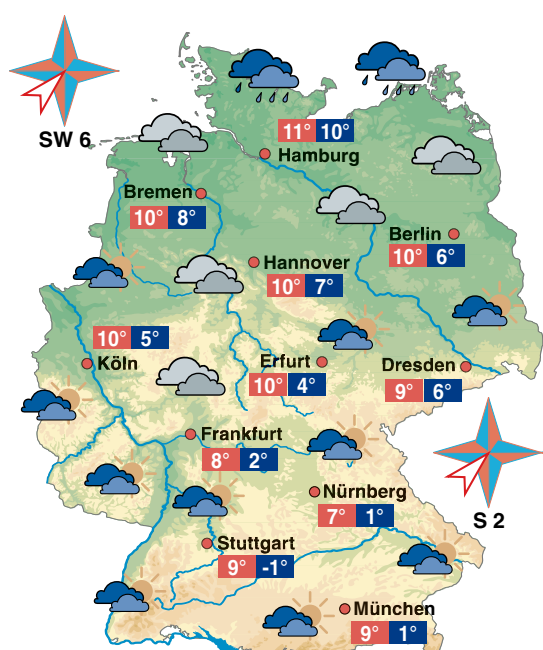 SW 6
11° 10°
Hamburg
Bremen
10° 8°
Berlin
10° 6°
Hannover
10° 7°
10° 5°
Köln
Erfurt
10° 4°
Dresden
9° 6°
Frankfurt
8° 2°
Nürnberg
7° 1°
S 2
Stuttgart
9° -1°
München
9° 1°